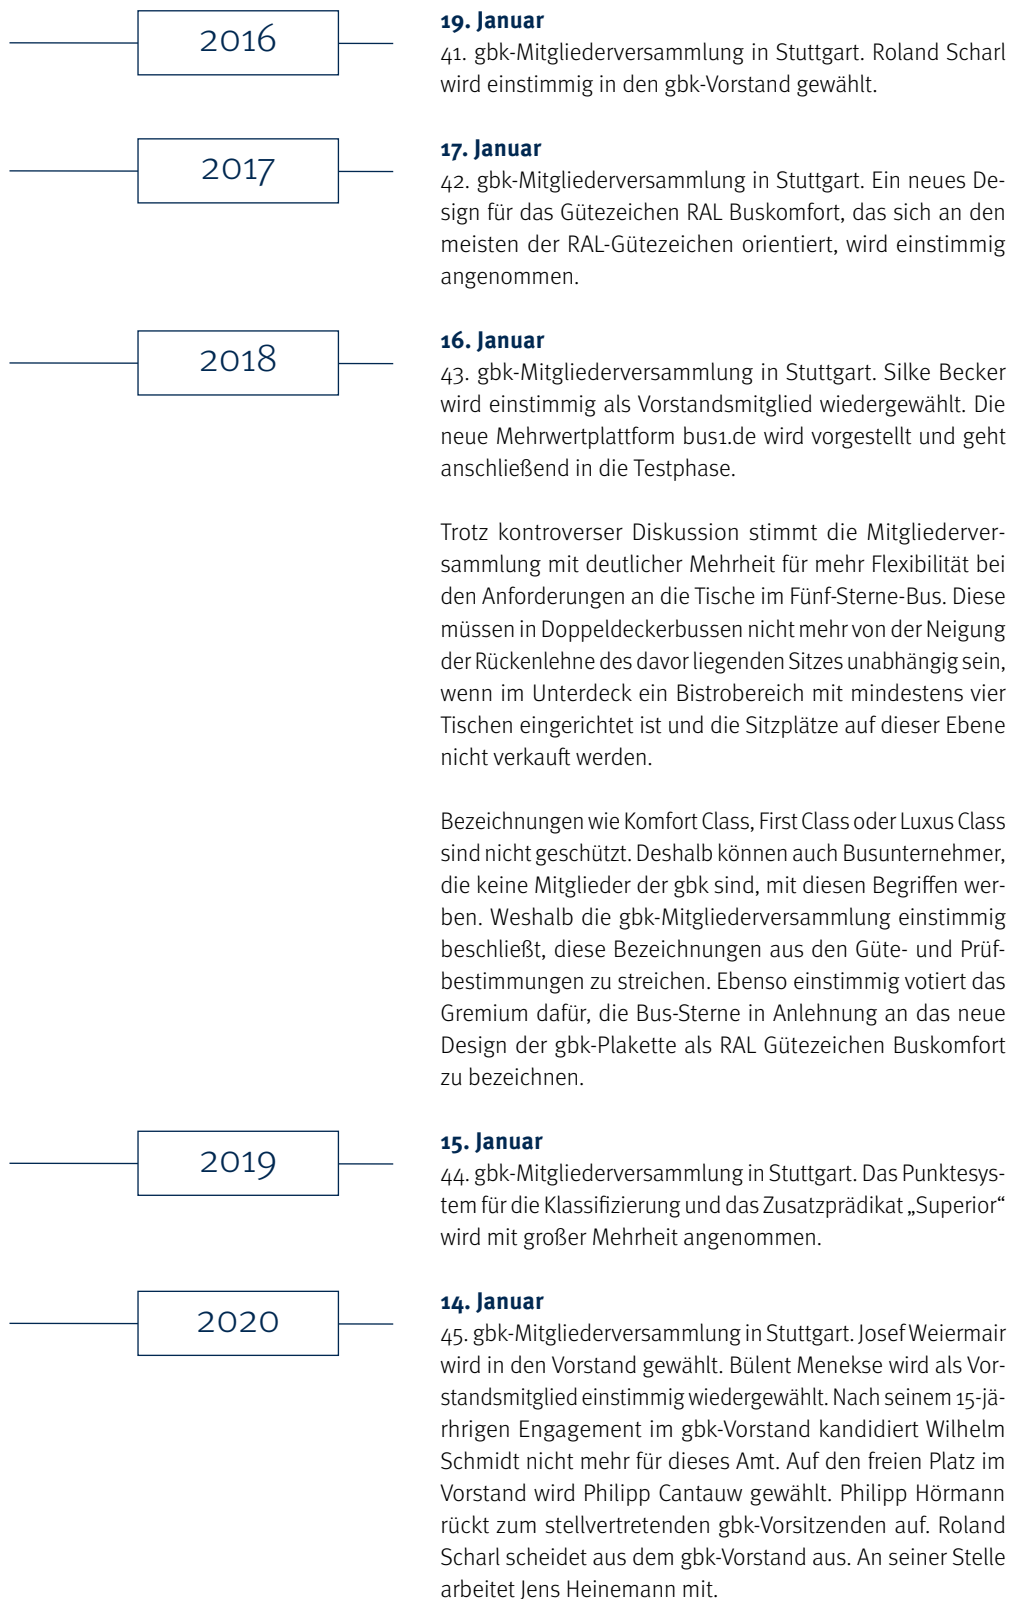 2016
19. Januar
41. gbk-Mitgliederversammlung in Stuttgart. Roland Scharl
wird einstimmig in den gbk-Vorstand gewählt.
2017
17. Januar
42. gbk-Mitgliederversammlung in Stuttgart. Ein neues De-
sign für das Gütezeichen RAL Buskomfort, das sich an den
meisten der RAL-Gütezeichen orientiert, wird einstimmig
angenommen.
2018
16. Januar
43. gbk-Mitgliederversammlung in Stuttgart. Silke Becker
wird einstimmig als Vorstandsmitglied wiedergewählt. Die
neue Mehrwertplattform bus1.de wird vorgestellt und geht
anschließend in die Testphase.
Trotz kontroverser Diskussion stimmt die Mitgliederver-
sammlung mit deutlicher Mehrheit für mehr Flexibilität bei
den Anforderungen an die Tische im Fünf-Sterne-Bus. Diese
müssen in Doppeldeckerbussen nicht mehr von der Neigung
der Rückenlehne des davor liegenden Sitzes unabhängig sein,
wenn im Unterdeck ein Bistrobereich mit mindestens vier
Tischen eingerichtet ist und die Sitzplätze auf dieser Ebene
nicht verkauft werden.
Bezeichnungen wie Komfort Class, First Class oder Luxus Class
sind nicht geschützt. Deshalb können auch Busunternehmer,
die keine Mitglieder der gbk sind, mit diesen Begriffen wer-
ben. Weshalb die gbk-Mitgliederversammlung einstimmig
beschließt, diese Bezeichnungen aus den Güte- und Prüf-
bestimmungen zu streichen. Ebenso einstimmig votiert das
Gremium dafür, die Bus-Sterne in Anlehnung an das neue
Design der gbk-Plakette als RAL Gütezeichen Buskomfort
zu bezeichnen.
2019
15. Januar
44. gbk-Mitgliederversammlung in Stuttgart. Das Punktesys-
tem für die Klassifizierung und das Zusatzprädikat „Superior“
wird mit großer Mehrheit angenommen.
2020
14. Januar
45. gbk-Mitgliederversammlung in Stuttgart. Josef Weiermair
wird in den Vorstand gewählt. Bülent Menekse wird als Vor-
standsmitglied einstimmig wiedergewählt. Nach seinem 15-jä-
rhrigen Engagement im gbk-Vorstand kandidiert Wilhelm
Schmidt nicht mehr für dieses Amt. Auf den freien Platz im
Vorstand wird Philipp Cantauw gewählt. Philipp Hörmann
rückt zum stellvertretenden gbk-Vorsitzenden auf. Roland
Scharl scheidet aus dem gbk-Vorstand aus. An seiner Stelle
arbeitet Jens Heinemann mit.